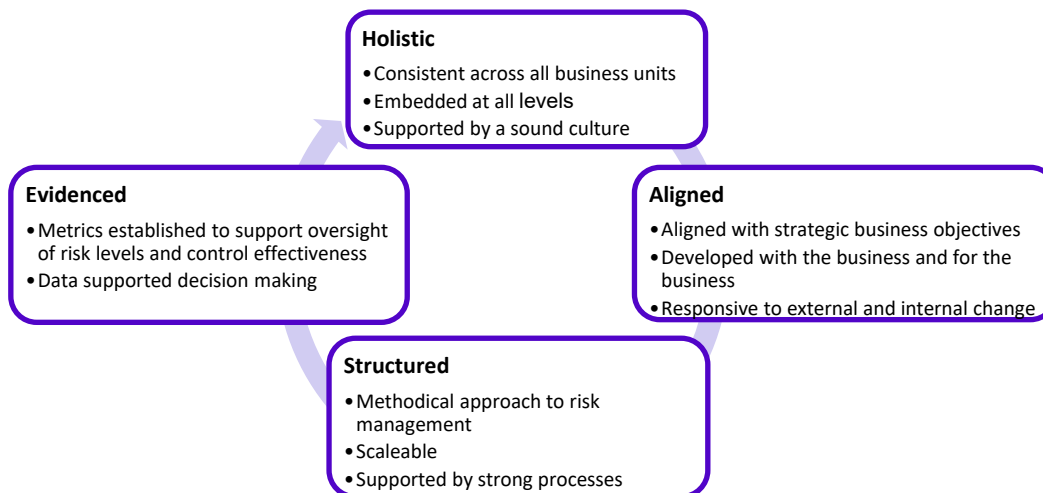 Holistic
•Consistent across all business units
•Embedded at all levels
•Supported by a sound culture
Aligned
•Aligned with strategic business objectives
•Developed with the business and for the
business
•Responsive to external and internal change
Structured
•Methodical approach to risk
management
•Scaleable
•Supported by strong processes
Evidenced
•Metrics established to support oversight
of risk levels and control effectiveness
•Data supported decision making